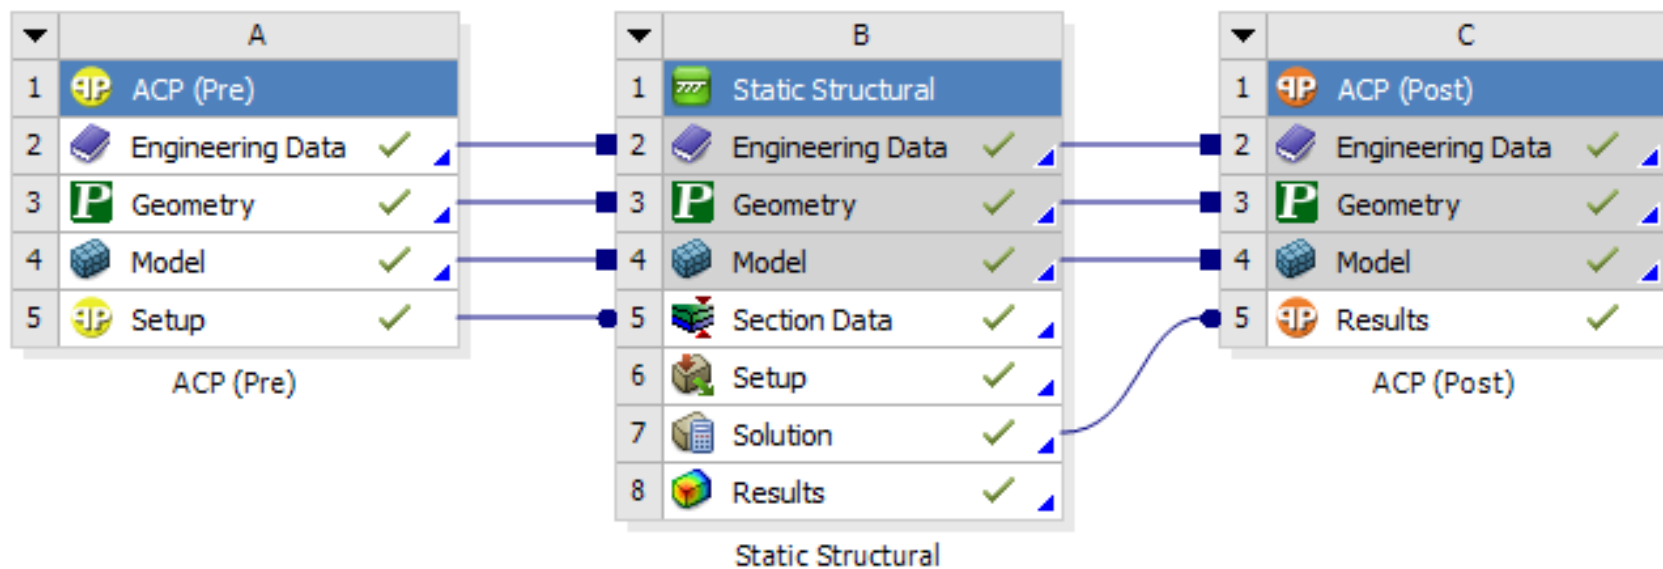 A
1 ACP (Pre)
2 Engineering Data
3 P Geometry
4 Model
5 Setup
ACP (Pre)
B
1 Static Structural
2 Engineering Data
3 P Geometry
4 Model
5 Section Data
6 Setup
7 Solution
8 Results
Static Structural
C
1 ACP (Post)
2 Engineering Data
3 P Geometry
4 Model
5 Results
ACP (Post)